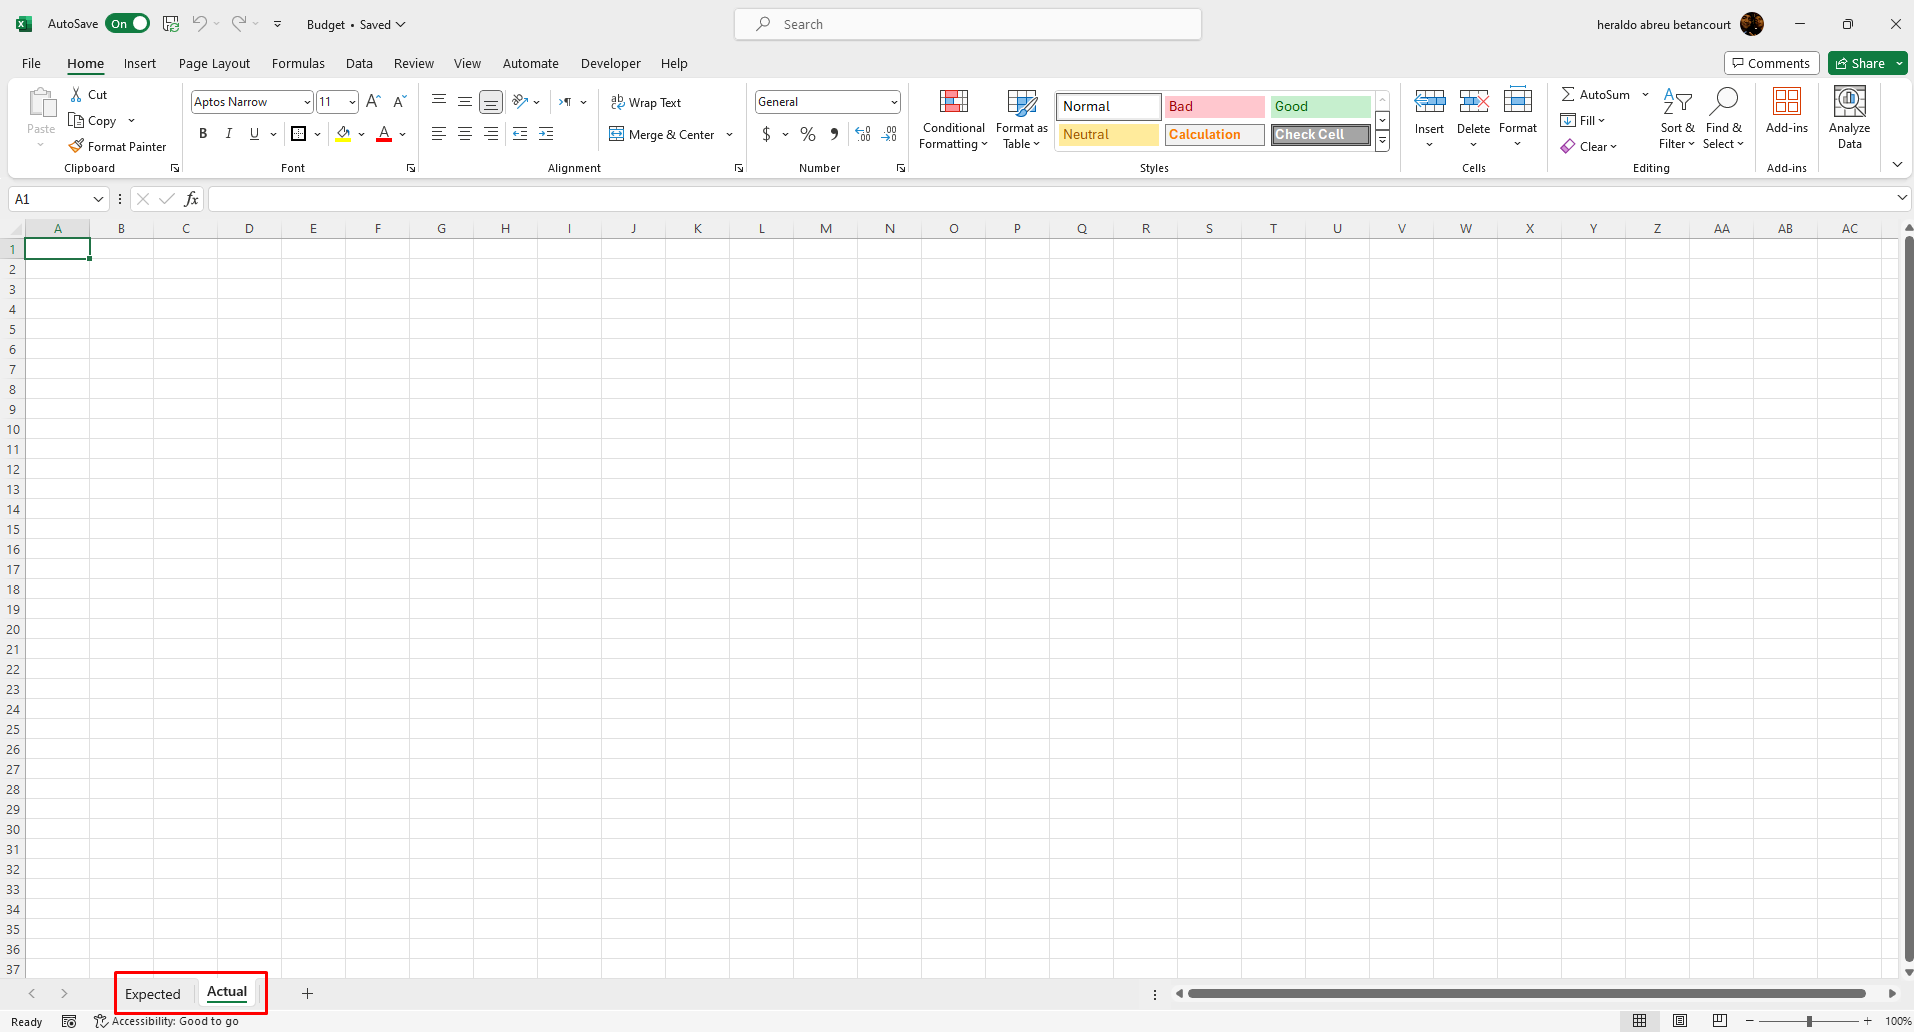 AutoSave On Budget • Saved Search heraldo abreu betancourt
File Home Insert Page Layout Formulas Data Review View Automate Developer Help Comments Share
Paste
Cut
Copy
Format Painter
Clipboard
Aptos Narrow 11
B I U A
Font
Wrap Text
Merge & Center
Alignment
General
$ % 9 .00 .00
Number
Conditional Formatting
Format as Table
Normal Bad Good
Neutral Calculation Check Cell
Styles
Insert Delete Format
Cells
AutoSum
Fill
Clear
Sort & Filter
Find & Select
Editing
Add-ins
Add-ins
Analyze Data
A1 fx
A B C D E F G H I J K L M N O P Q R S T U V W X Y Z AA AB AC
1
2
3
4
5
6
7
8
9
10
11
12
13
14
15
16
17
18
19
20
21
22
23
24
25
26
27
28
29
30
31
32
33
34
35
36
37
Expected Actual
Ready Accessibility: Good to go 100%